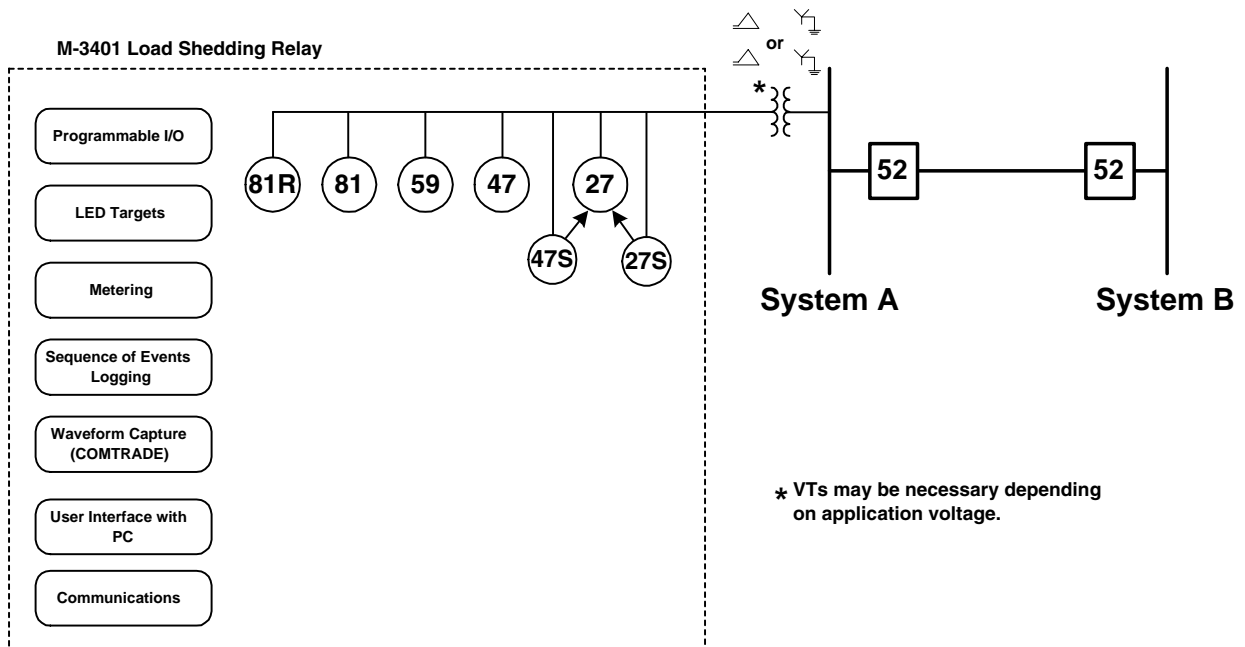 M-3401 Load Shedding Relay
or
*
Programmable I/O
LED Targets
Metering
Sequence of Events
Logging
Waveform Capture
(COMTRADE)
User Interface with
PC
Communications
81R
81
59
47
27
47S
27S
52
52
System A
System B
* VTs may be necessary depending
on application voltage.